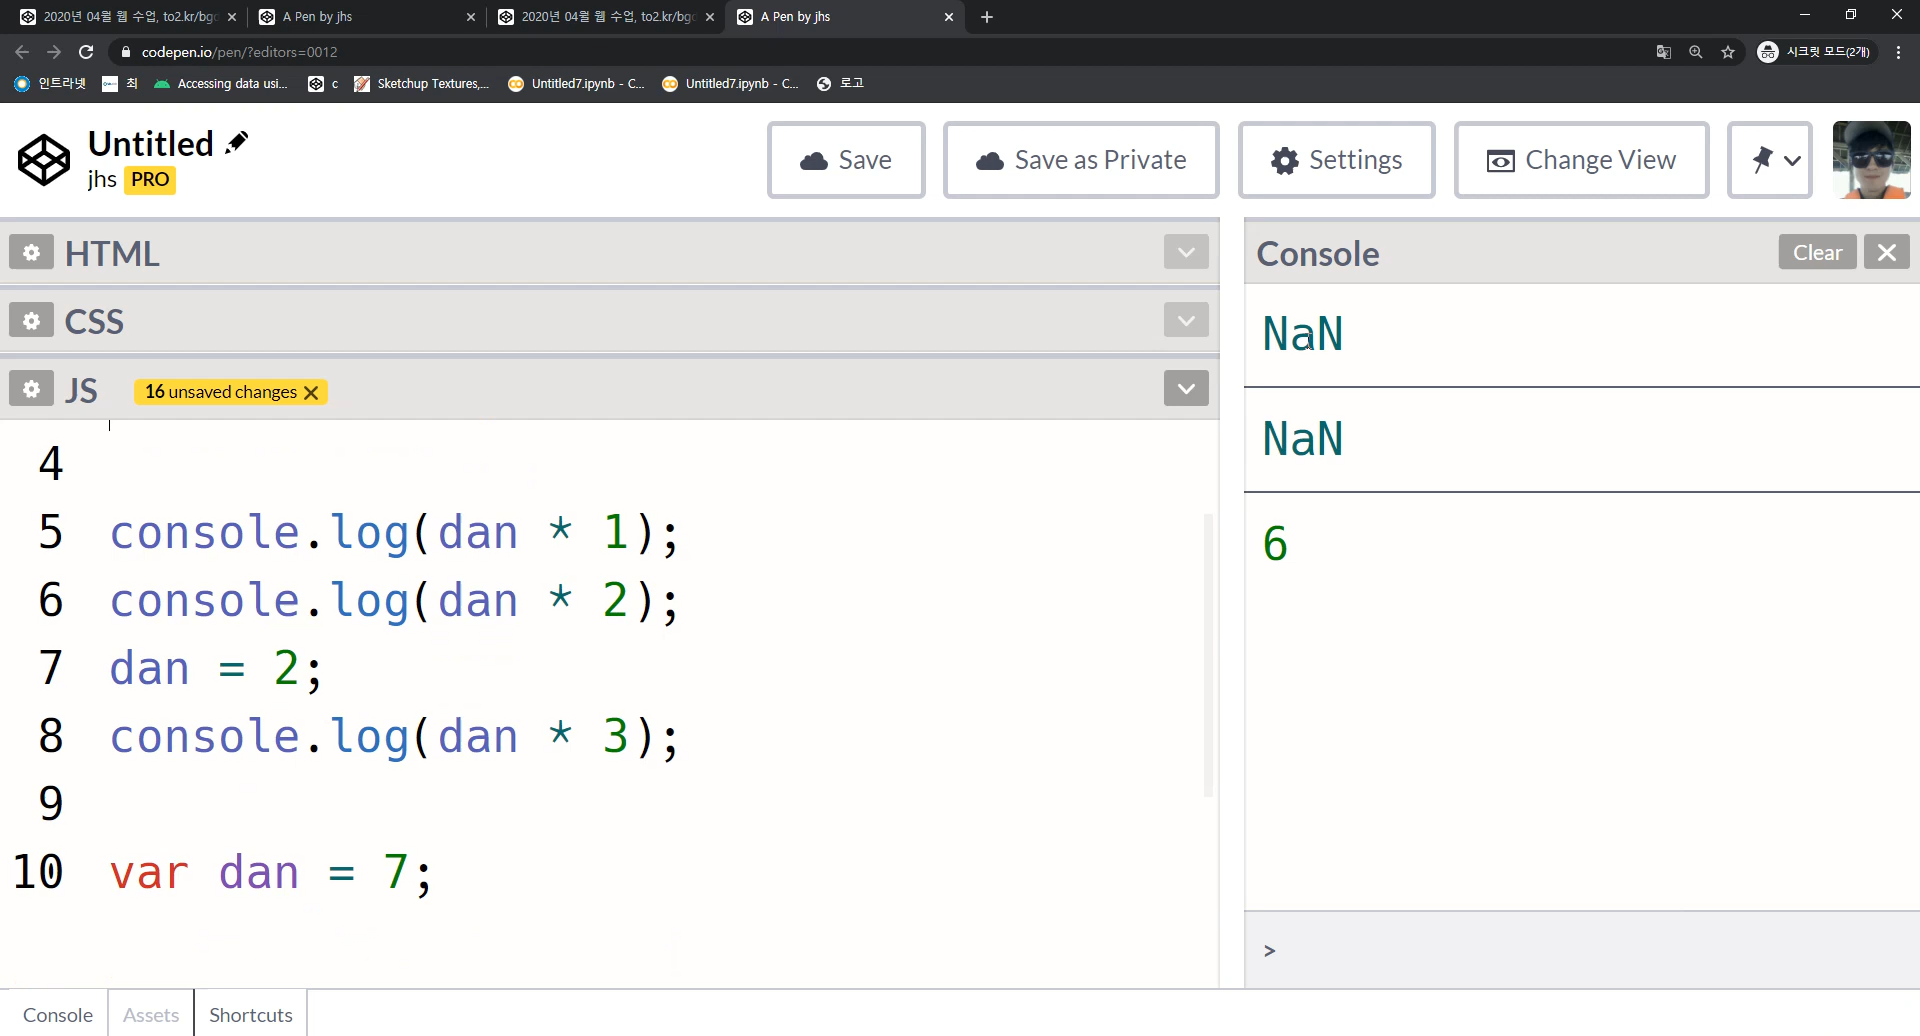 2020년 04월 웹 수업, to2.kr/bgc
A Pen by jhs
2020년 04월 웹 수업, to2.kr/bgc
A Pen by jhs
codepen.io/pen/?editors=0012
시크릿 모드(2개)
인트라넷
최
Accessing data usi...
c
Sketchup Textures,...
Untitled7.ipynb - C...
Untitled7.ipynb - C...
로고
Untitled
jhs PRO
Save
Save as Private
Settings
Change View
HTML
CSS
JS
16 unsaved changes
4
5 console.log(dan * 1);
6 console.log(dan * 2);
7 dan = 2;
8 console.log(dan * 3);
9
10 var dan = 7;
Console
Clear
NaN
NaN
6
>
Console
Assets
Shortcuts